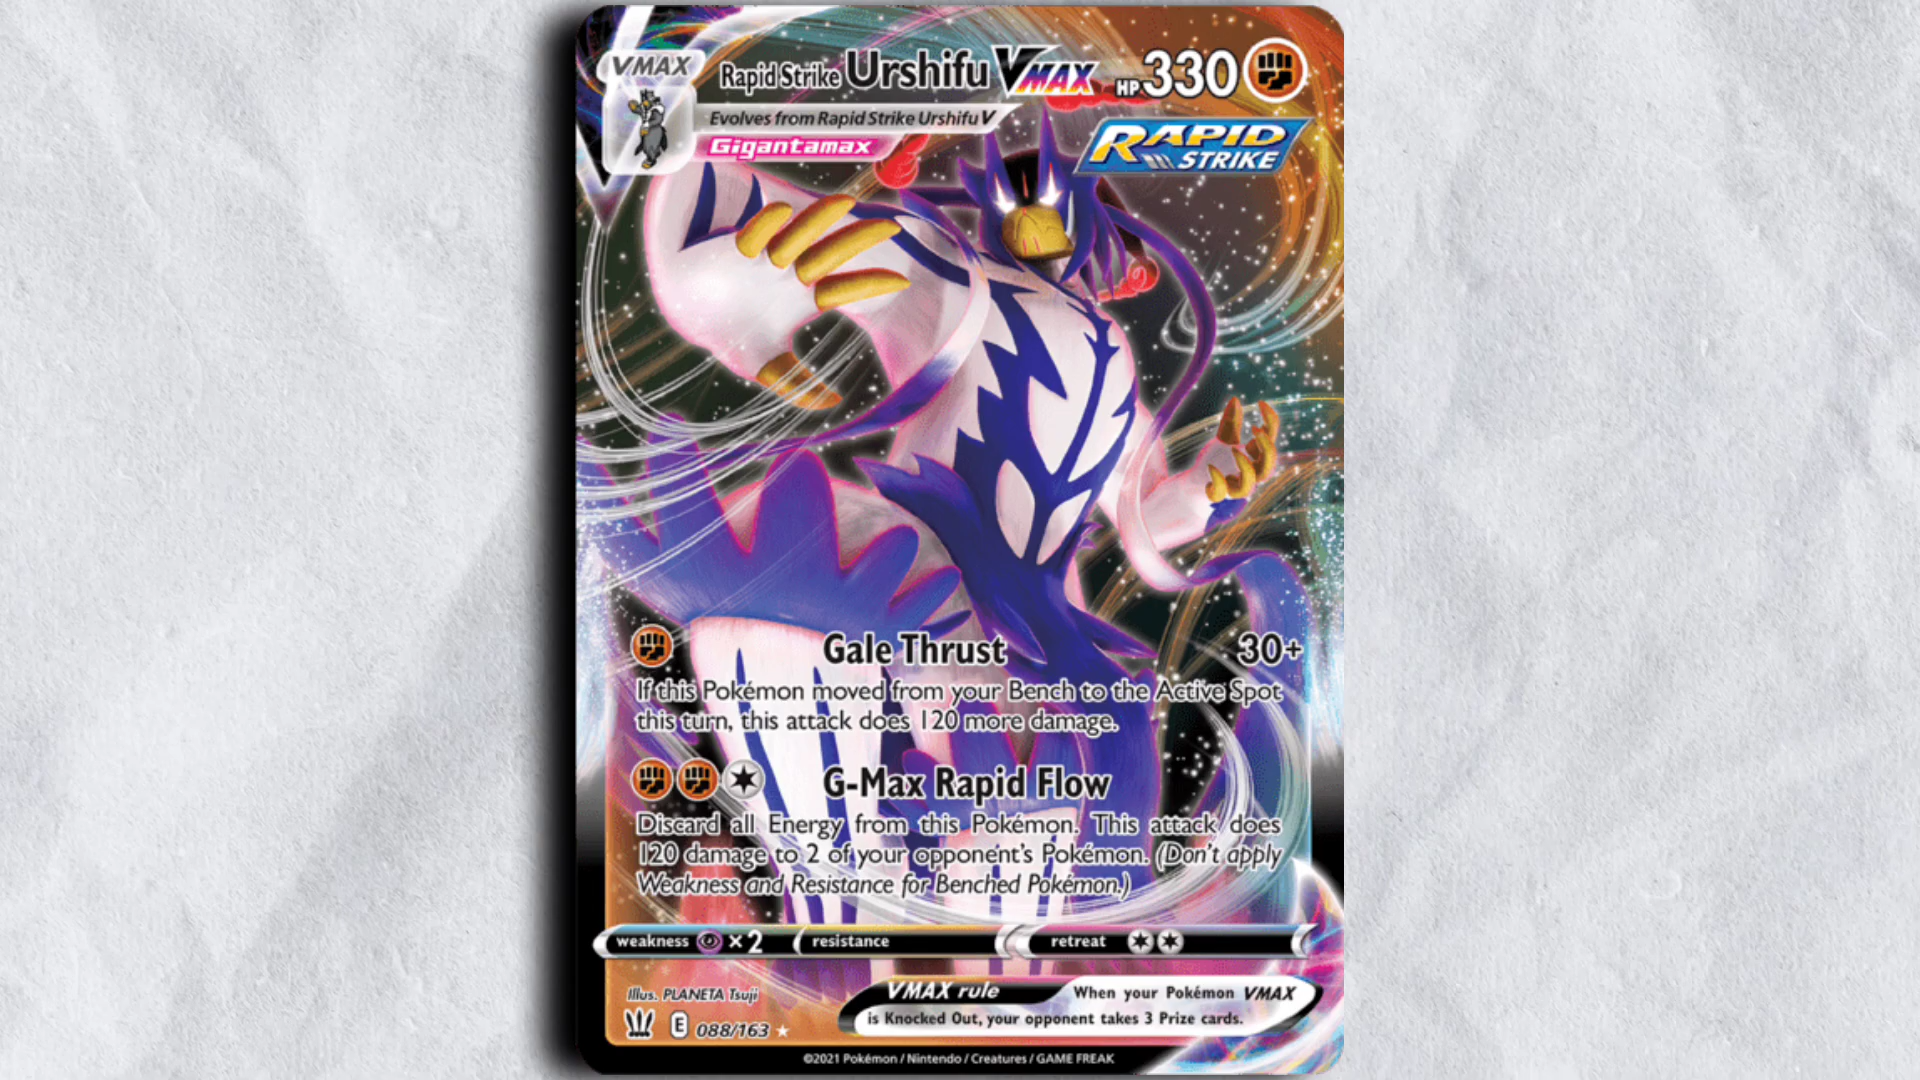 VMAX
Rapid Strike Urshifu VMAX HP 330
Evolves from Rapid Strike Urshifu V
Gigantamax
RAPID STRIKE
Gale Thrust 30+
If this Pokémon moved from your Bench to the Active Spot
this turn, this attack does 120 more damage.
G-Max Rapid Flow
Discard all Energy from this Pokémon. This attack does
120 damage to 2 of your opponent's Pokémon. (Don't apply
Weakness and Resistance for Benched Pokémon.)
weakness ×2 resistance retreat
Illus. PLANETA Tsuji
VMAX rule When your Pokémon VMAX
is Knocked Out, your opponent takes 3 Prize cards.
E 088/163
©2021 Pokémon / Nintendo / Creatures / GAME FREAK